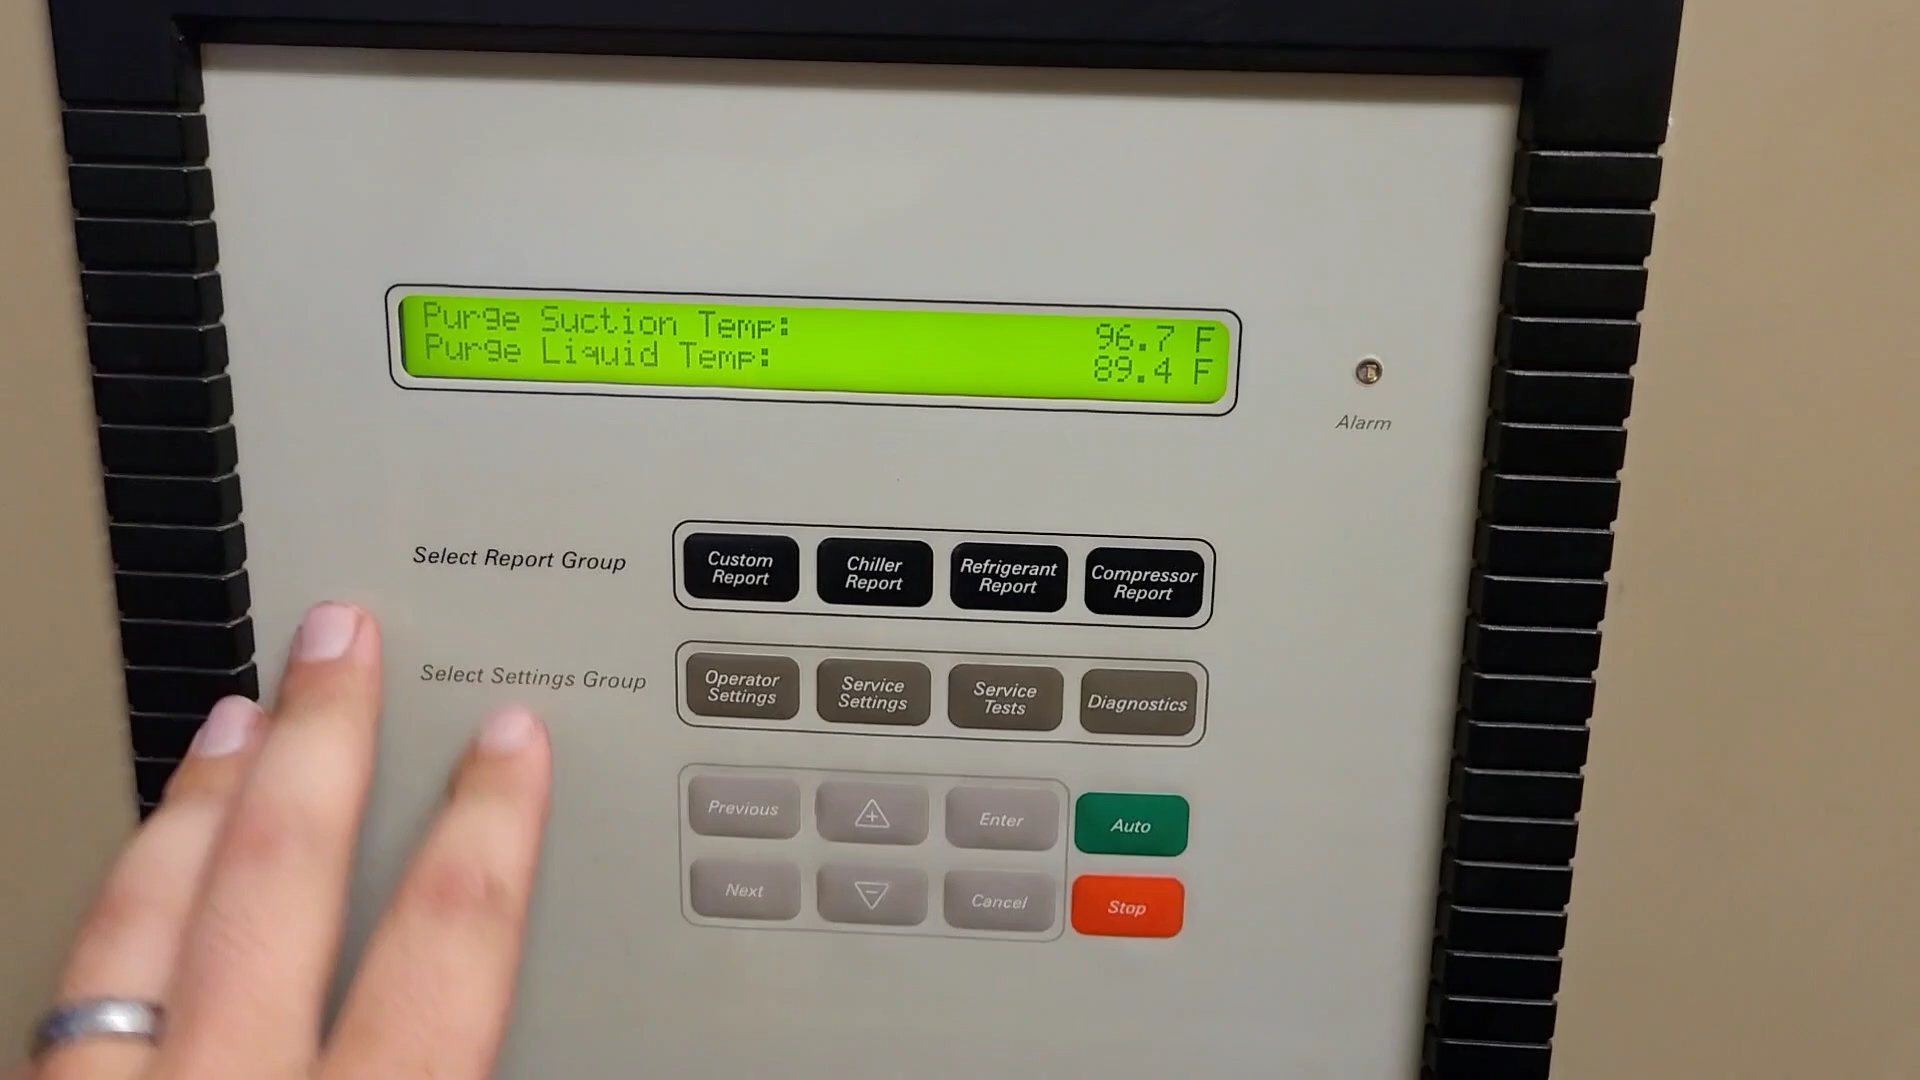 Purge Suction Temp: 96.7 F
Purge Liquid Temp: 89.4 F
Alarm
Select Report Group
Custom Report
Chiller Report
Refrigerant Report
Compressor Report
Select Settings Group
Operator Settings
Service Settings
Service Tests
Diagnostics
Previous
+
Enter
Auto
Next
−
Cancel
Stop